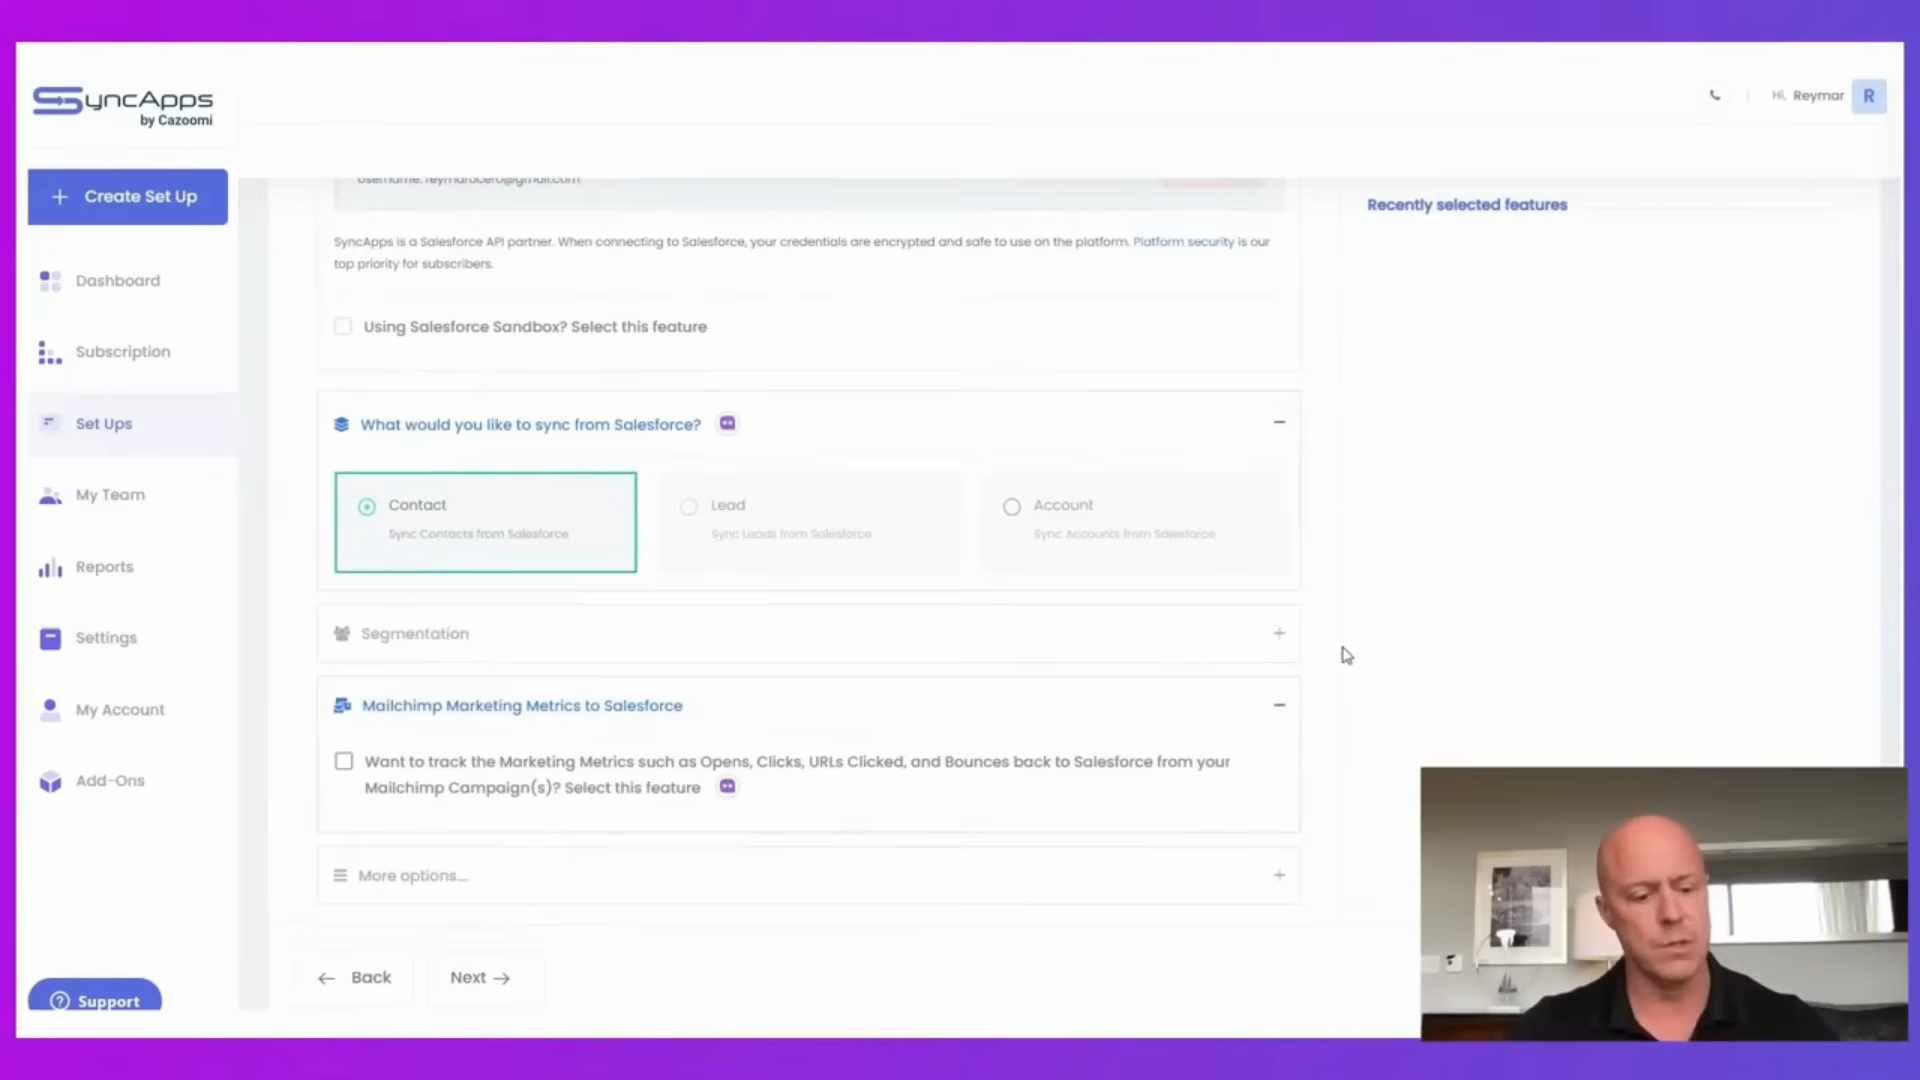 SyncApps
by Cazoomi
Hi, Reymar R
Create Set Up
Dashboard
Subscription
Set Ups
My Team
Reports
Settings
My Account
Add-Ons
Support
Username: reymarocero@gmail.com
SyncApps is a Salesforce API partner. When connecting to Salesforce, your credentials are encrypted and safe to use on the platform. Platform security is our
top priority for subscribers.
Using Salesforce Sandbox? Select this feature
What would you like to sync from Salesforce?
Contact
Sync Contacts from Salesforce
Lead
Sync Leads from Salesforce
Account
Sync Accounts from Salesforce
Segmentation
Mailchimp Marketing Metrics to Salesforce
Want to track the Marketing Metrics such as Opens, Clicks, URLs Clicked, and Bounces back to Salesforce from your
Mailchimp Campaign(s)? Select this feature
More options...
Back
Next
Recently selected features